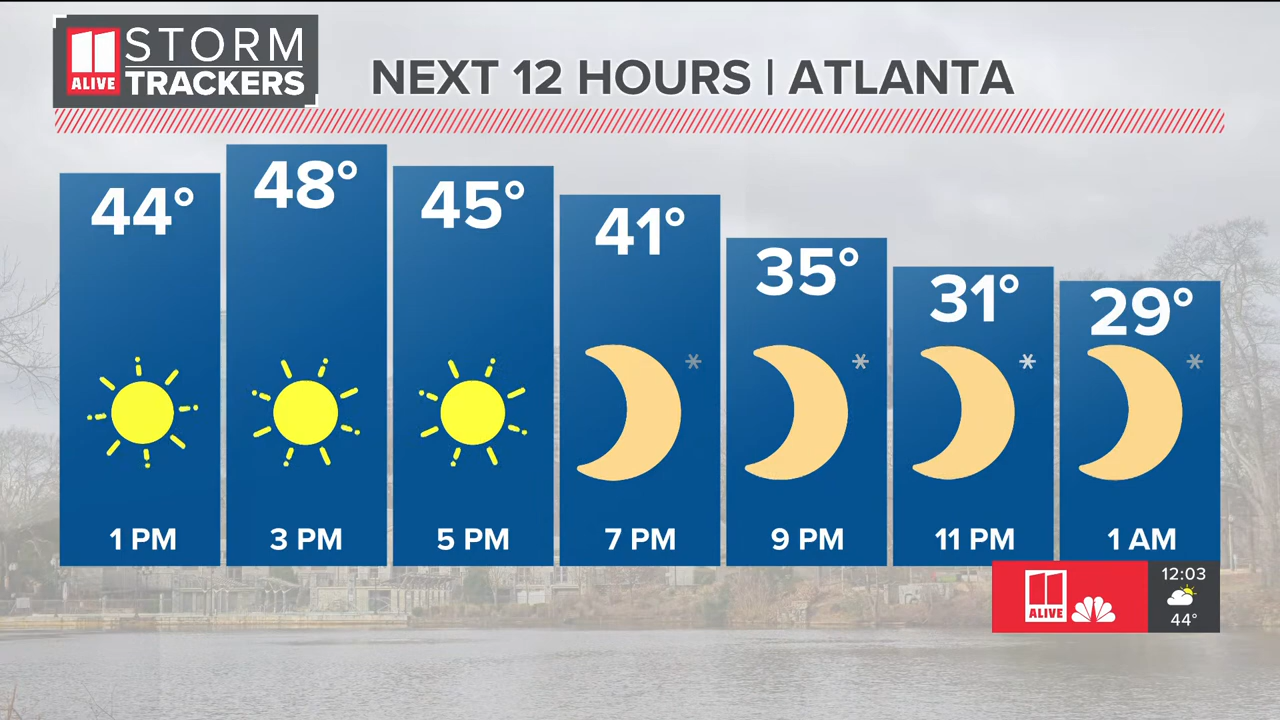 STORM
ALIVE TRACKERS
NEXT 12 HOURS | ATLANTA
44° 48° 45° 41° 35° 31° 29°
1 PM 3 PM 5 PM 7 PM 9 PM 11 PM 1 AM
11 ALIVE
12:03
44°